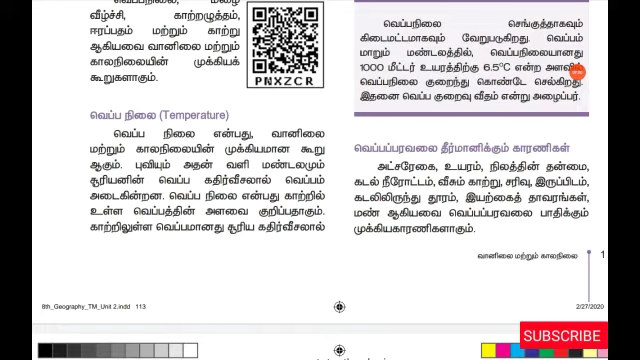 வெப்பநிலை, மழை
வீழ்ச்சி, காற்றழுத்தம்,
ஈரப்பதம் மற்றும் காற்று
ஆகியவை வானிலை மற்றும்
காலநிலையின் முக்கியக்
கூறுகளாகும்.
PNXZCR
வெப்ப நிலை (Temperature)
வெப்ப நிலை என்பது, வானிலை
மற்றும் காலநிலையின் முக்கியமான கூறு
ஆகும். புவியும் அதன் வளி மண்டலமும்
சூரியனின் வெப்ப கதிர்வீசலால் வெப்பம்
அடைகின்றன. வெப்ப நிலை என்பது காற்றில்
உள்ள வெப்பத்தின் அளவை குறிப்பதாகும்.
காற்றிலுள்ள வெப்பமானது சூரிய கதிர்வீசலால்
வெப்பநிலை செங்குத்தாகவும்
கிடைமட்டமாகவும் வேறுபடுகிறது. வெப்பம்
மாறும் மண்டலத்தில், வெப்பநிலையானது
1000 மீட்டர் உயரத்திற்கு 6.5°C என்ற அளவில்
வெப்பநிலை குறைந்து கொண்டே செல்கிறது.
இதனை வெப்ப குறைவு வீதம் என்று அழைப்பர்.
வெப்பப்பரவலை தீர்மானிக்கும் காரணிகள்
அட்சரேகை, உயரம், நிலத்தின் தன்மை,
கடல் நீரோட்டம், வீசும் காற்று, சரிவு, இருப்பிடம்,
கடலிலிருந்து தூரம், இயற்கைத் தாவரங்கள்,
மண் ஆகியவை வெப்பப்பரவலை பாதிக்கும்
முக்கியகாரணிகளாகும்.
வானிலை மற்றும் காலநிலை 1
8th_Geography_TM_Unit 2.indd 113
2/27/2020
SUBSCRIBE